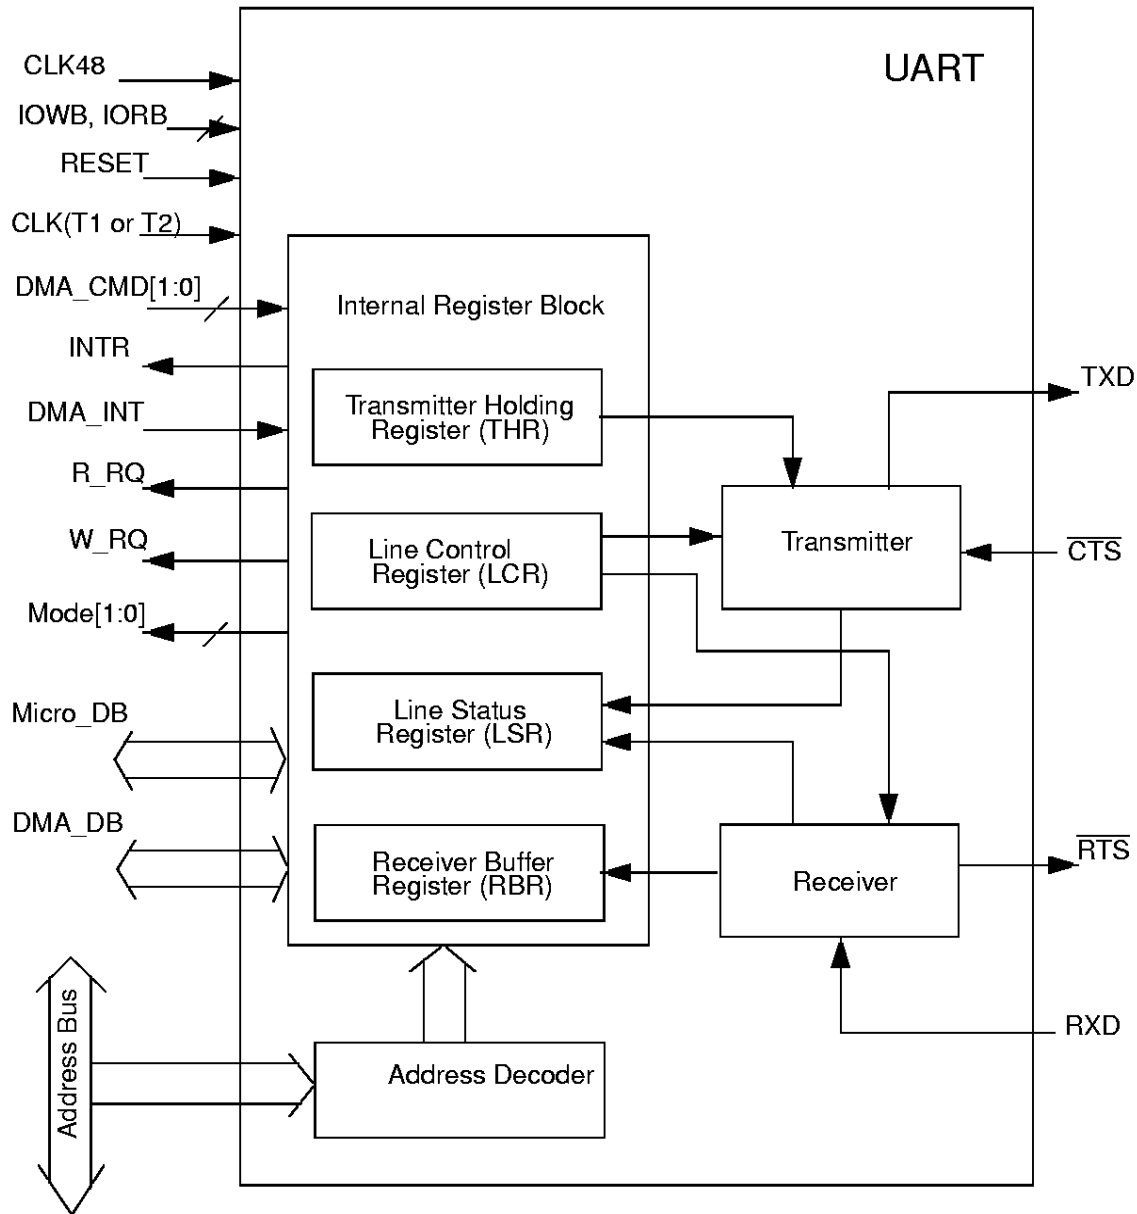 UART
CLK48
IOWB, IORB
RESET
CLK(T1 or T2)
DMA_CMD[1:0]
INTR
DMA_INT
R_RQ
W_RQ
Mode[1:0]
Micro_DB
DMA_DB
Address Bus
Internal Register Block
Transmitter Holding
Register (THR)
Line Control
Register (LCR)
Line Status
Register (LSR)
Receiver Buffer
Register (RBR)
Address Decoder
Transmitter
Receiver
TXD
C̅T̅S̅
R̅T̅S̅
RXD